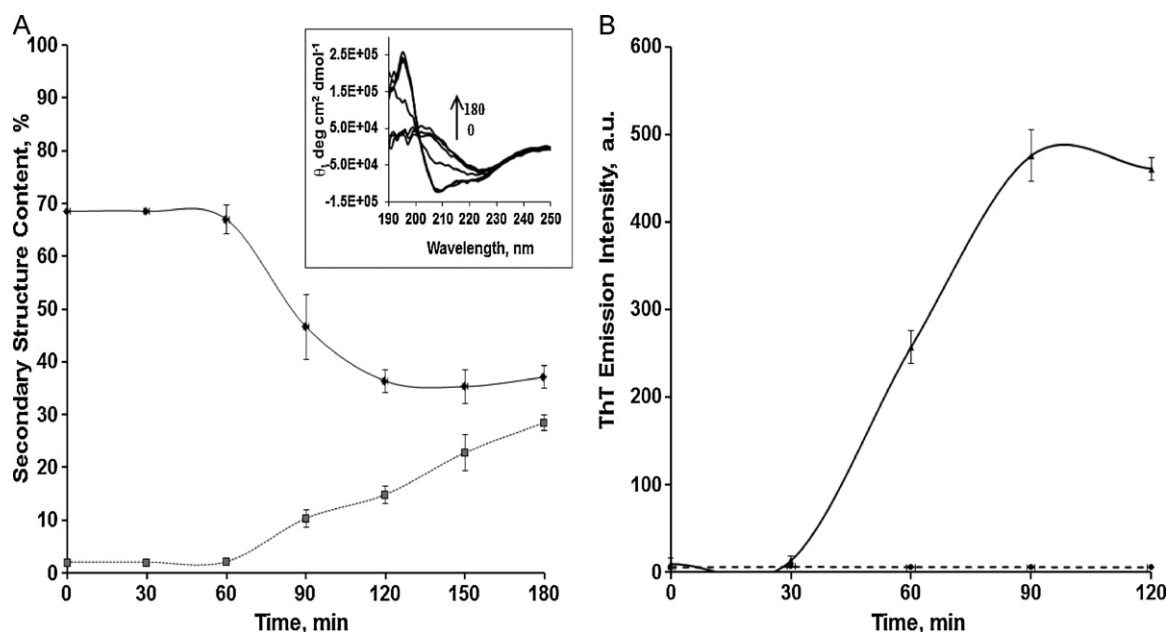 A
Secondary Structure Content, %
100
90
80
70
60
50
40
30
20
10
0
0 30 60 90 120 150 180
Time, min
θ, deg cm² dmol⁻¹
2.5E+05
1.5E+05
5.0E+04
-5.0E+04
-1.5E+05
180
0
190 200 210 220 230 240 250
Wavelength, nm
B
ThT Emission Intensity, a.u.
600
500
400
300
200
100
0
0 30 60 90 120
Time, min